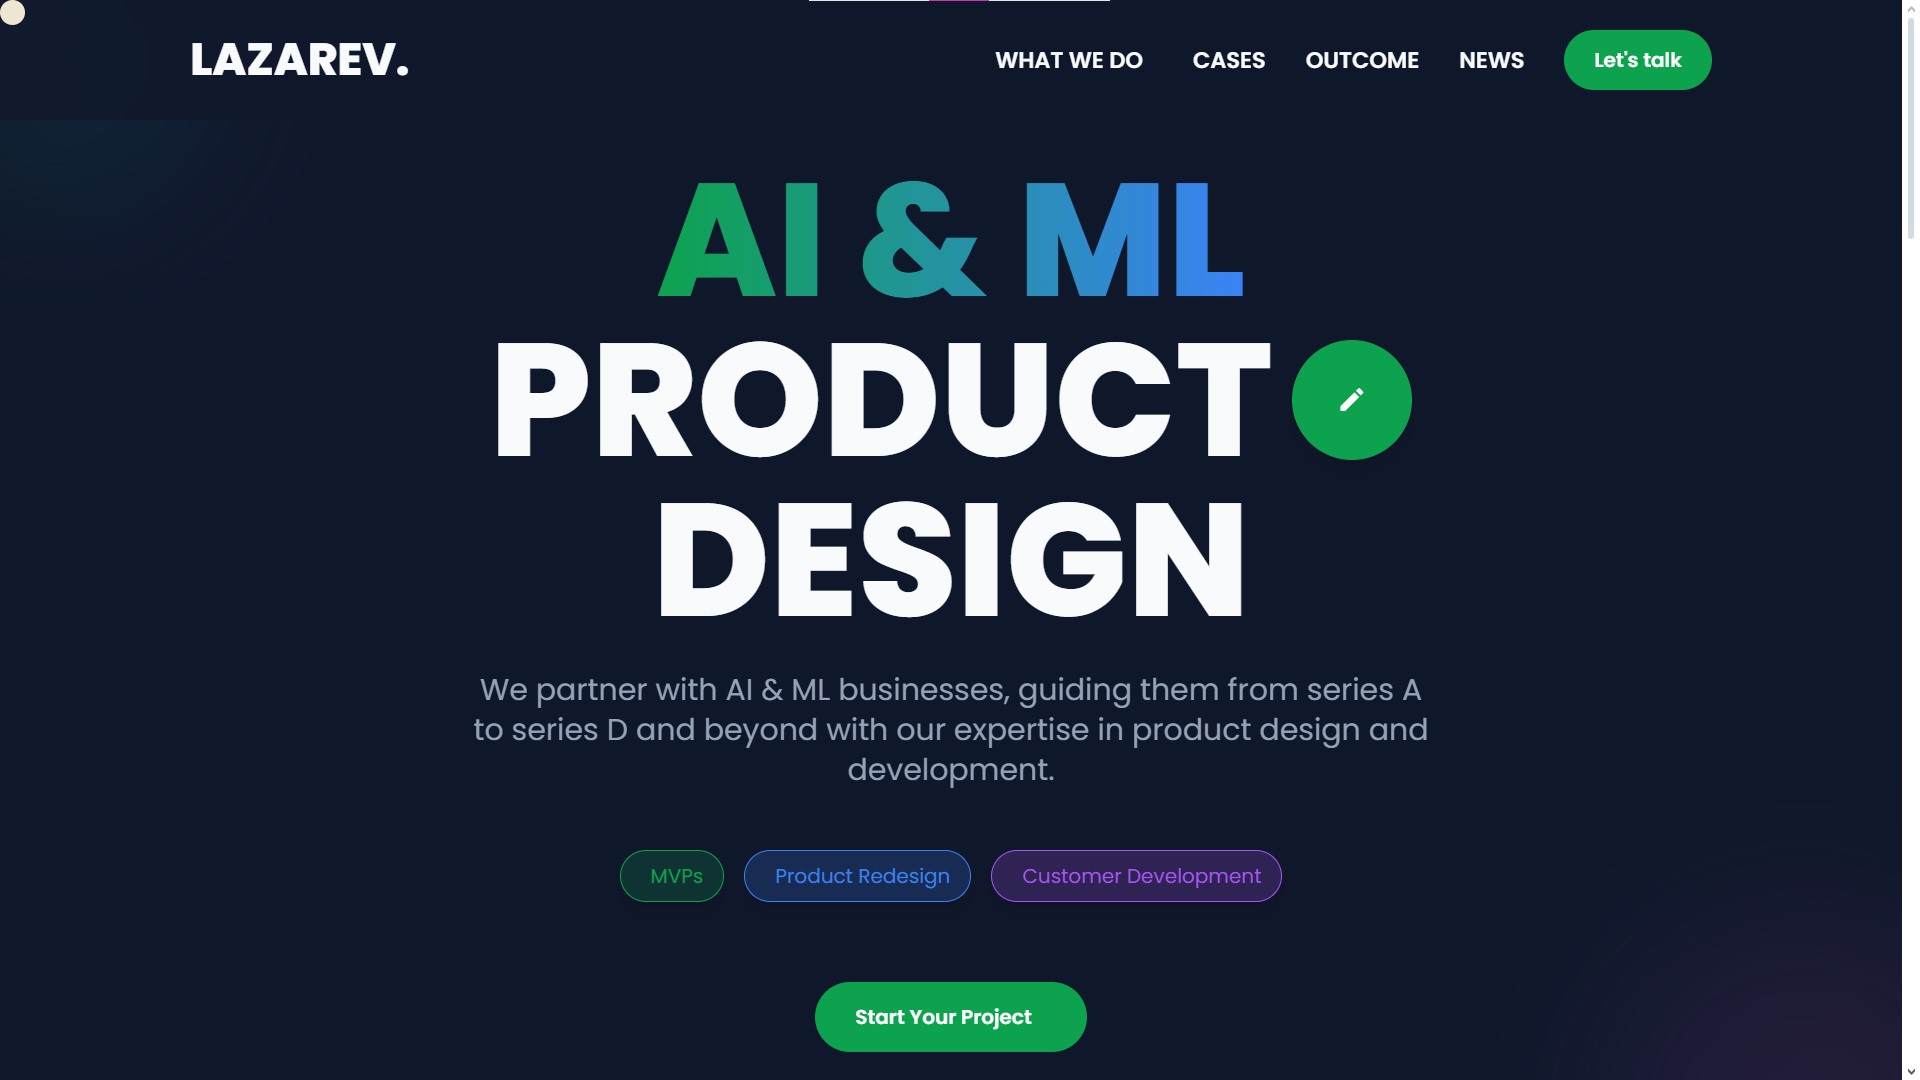 LAZAREV.
WHAT WE DO
CASES
OUTCOME
NEWS
Let's talk
AI & ML
PRODUCT
DESIGN
We partner with AI & ML businesses, guiding them from series A
to series D and beyond with our expertise in product design and
development.
MVPs
Product Redesign
Customer Development
Start Your Project